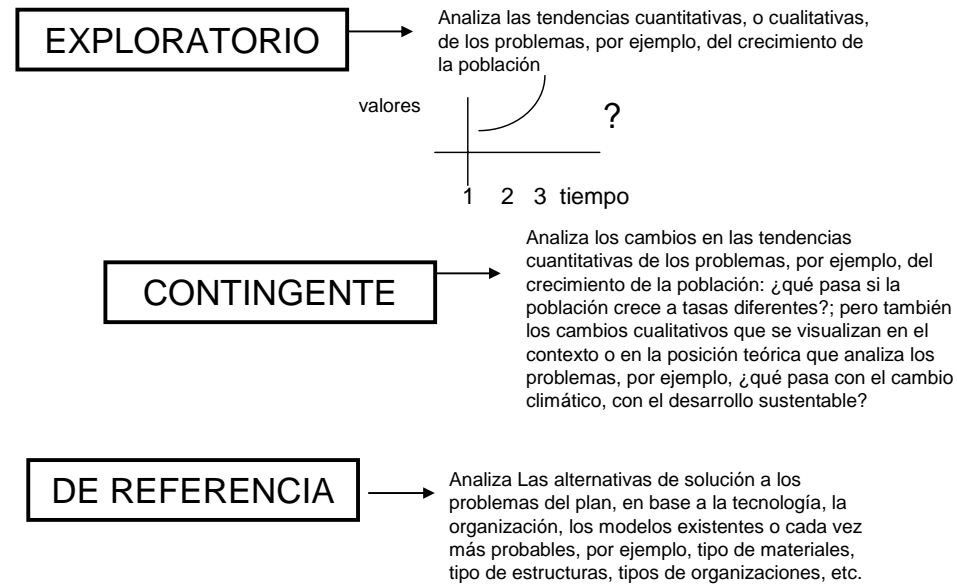 EXPLORATORIO
Analiza las tendencias cuantitativas, o cualitativas,
de los problemas, por ejemplo, del crecimiento de
la población
valores
?
1 2 3 tiempo
CONTINGENTE
Analiza los cambios en las tendencias
cuantitativas de los problemas, por ejemplo, del
crecimiento de la población: ¿qué pasa si la
población crece a tasas diferentes?; pero también
los cambios cualitativos que se visualizan en el
contexto o en la posición teórica que analiza los
problemas, por ejemplo, ¿qué pasa con el cambio
climático, con el desarrollo sustentable?
DE REFERENCIA
Analiza Las alternativas de solución a los
problemas del plan, en base a la tecnología, la
organización, los modelos existentes o cada vez
más probables, por ejemplo, tipo de materiales,
tipo de estructuras, tipos de organizaciones, etc.